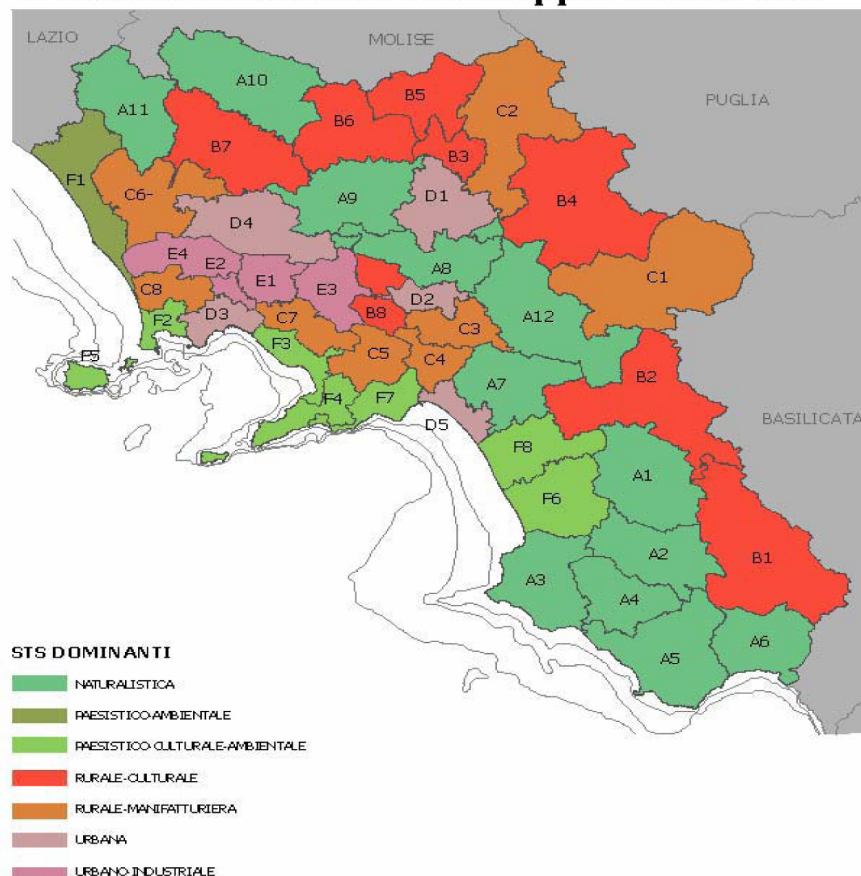 LAZIO
MOLISE
PUGLIA
BASILICATA
A10
A11
B5
C2
B7
B6
B3
F1
C6-
A9
D1
B4
D4
E4
E2
E1
E3
A8
C1
C8
D2
A12
F2
D3
C7
B8
C3
F3
F5
C5
C4
B2
A7
F4
F7
D5
F8
A1
F6
A2
B1
A3
A4
A6
A5
STS DOMINANTI
NATURALISTICA
PAESISTICO-AMBIENTALE
PAESISTICO-CULTURALE-AMBIENTALE
RURALE-CULTURALE
RURALE-MANIFATTURIERA
URBANA
URBANO-INDUSTRIALE